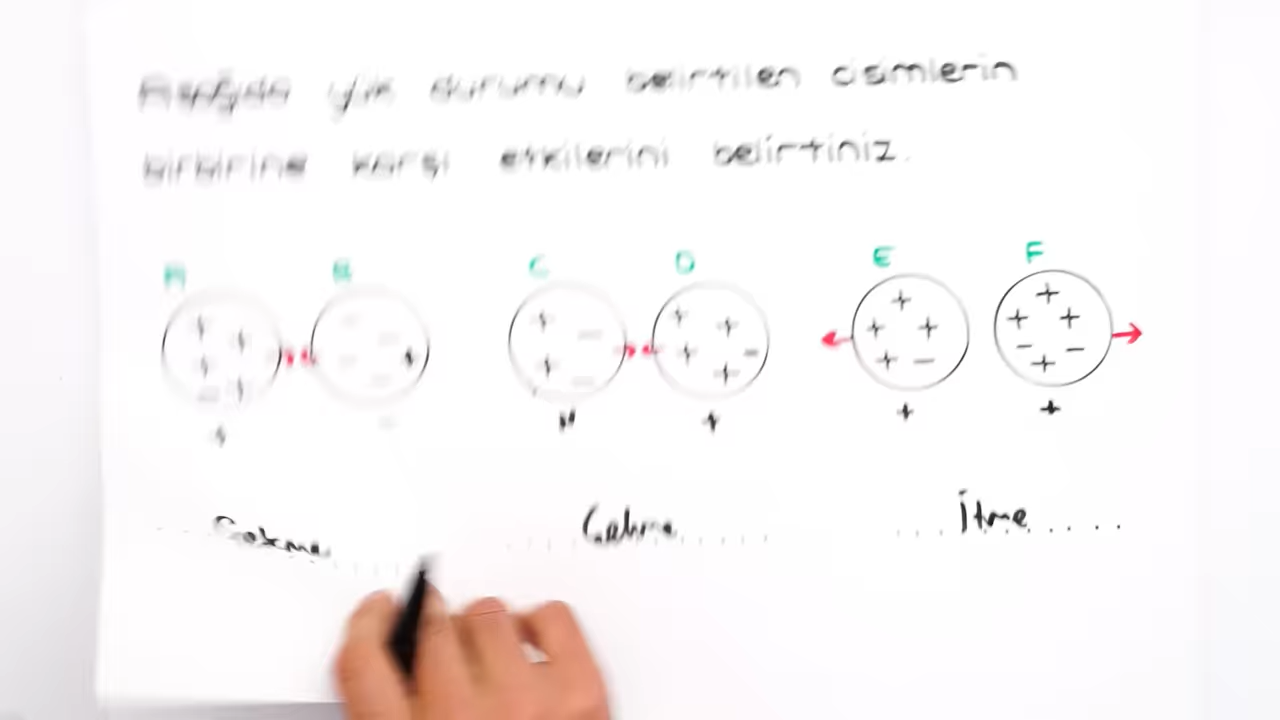 Aşağıda yük durumu belirtilen cisimlerin
birbirine karşı etkilerini belirtiniz.
A B C D E F
+ - N + + +
Çekme Çekme İtme